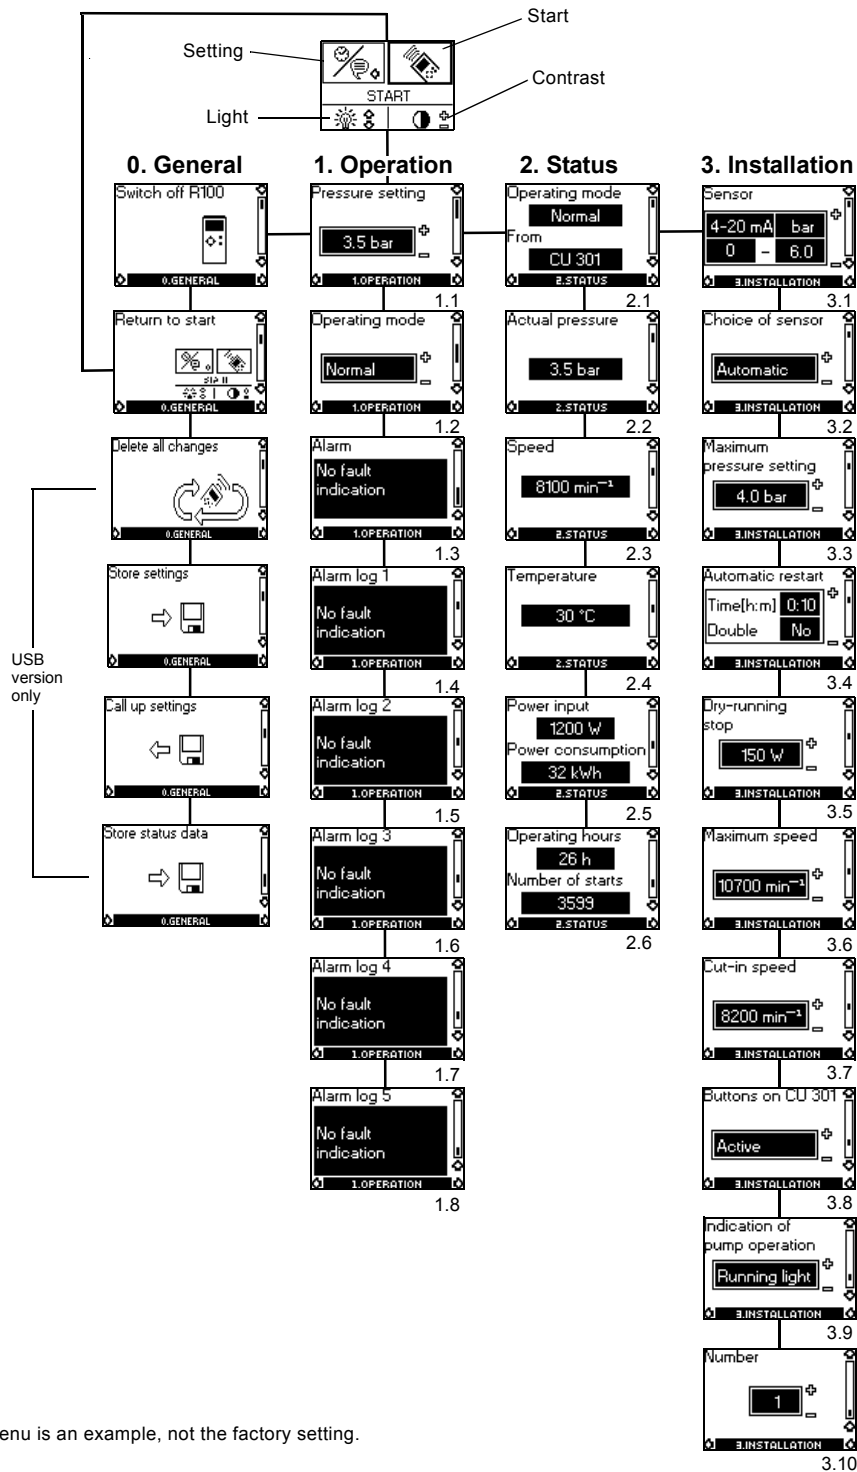 Start
Setting
Contrast
START
Light
0. General
1. Operation
2. Status
3. Installation
Switch off R100
0.GENERAL
Return to start
0.GENERAL
Delete all changes
0.GENERAL
Store settings
0.GENERAL
Call up settings
0.GENERAL
Store status data
0.GENERAL
USB
version
only
Pressure setting
3.5 bar
1.OPERATION
1.1
Operating mode
Normal
1.OPERATION
1.2
Alarm
No fault
indication
1.OPERATION
1.3
Alarm log 1
No fault
indication
1.OPERATION
1.4
Alarm log 2
No fault
indication
1.OPERATION
1.5
Alarm log 3
No fault
indication
1.OPERATION
1.6
Alarm log 4
No fault
indication
1.OPERATION
1.7
Alarm log 5
No fault
indication
1.OPERATION
1.8
Operating mode
Normal
From
CU 301
2.STATUS
2.1
Actual pressure
3.5 bar
2.STATUS
2.2
Speed
8100 min⁻¹
2.STATUS
2.3
Temperature
30 °C
2.STATUS
2.4
Power input
1200 W
Power consumption
32 kWh
2.STATUS
2.5
Operating hours
26 h
Number of starts
3599
2.STATUS
2.6
Sensor
4-20 mA bar
0 – 6.0
3.INSTALLATION
3.1
Choice of sensor
Automatic
3.INSTALLATION
3.2
Maximum
pressure setting
4.0 bar
3.INSTALLATION
3.3
Automatic restart
Time[h:m] 0:10
Double No
3.INSTALLATION
3.4
Dry-running
stop
150 W
3.INSTALLATION
3.5
Maximum speed
10700 min⁻¹
3.INSTALLATION
3.6
Cut-in speed
8200 min⁻¹
3.INSTALLATION
3.7
Buttons on CU 301
Active
3.INSTALLATION
3.8
Indication of
pump operation
Running light
3.INSTALLATION
3.9
Number
1
3.INSTALLATION
3.10
enu is an example, not the factory setting.